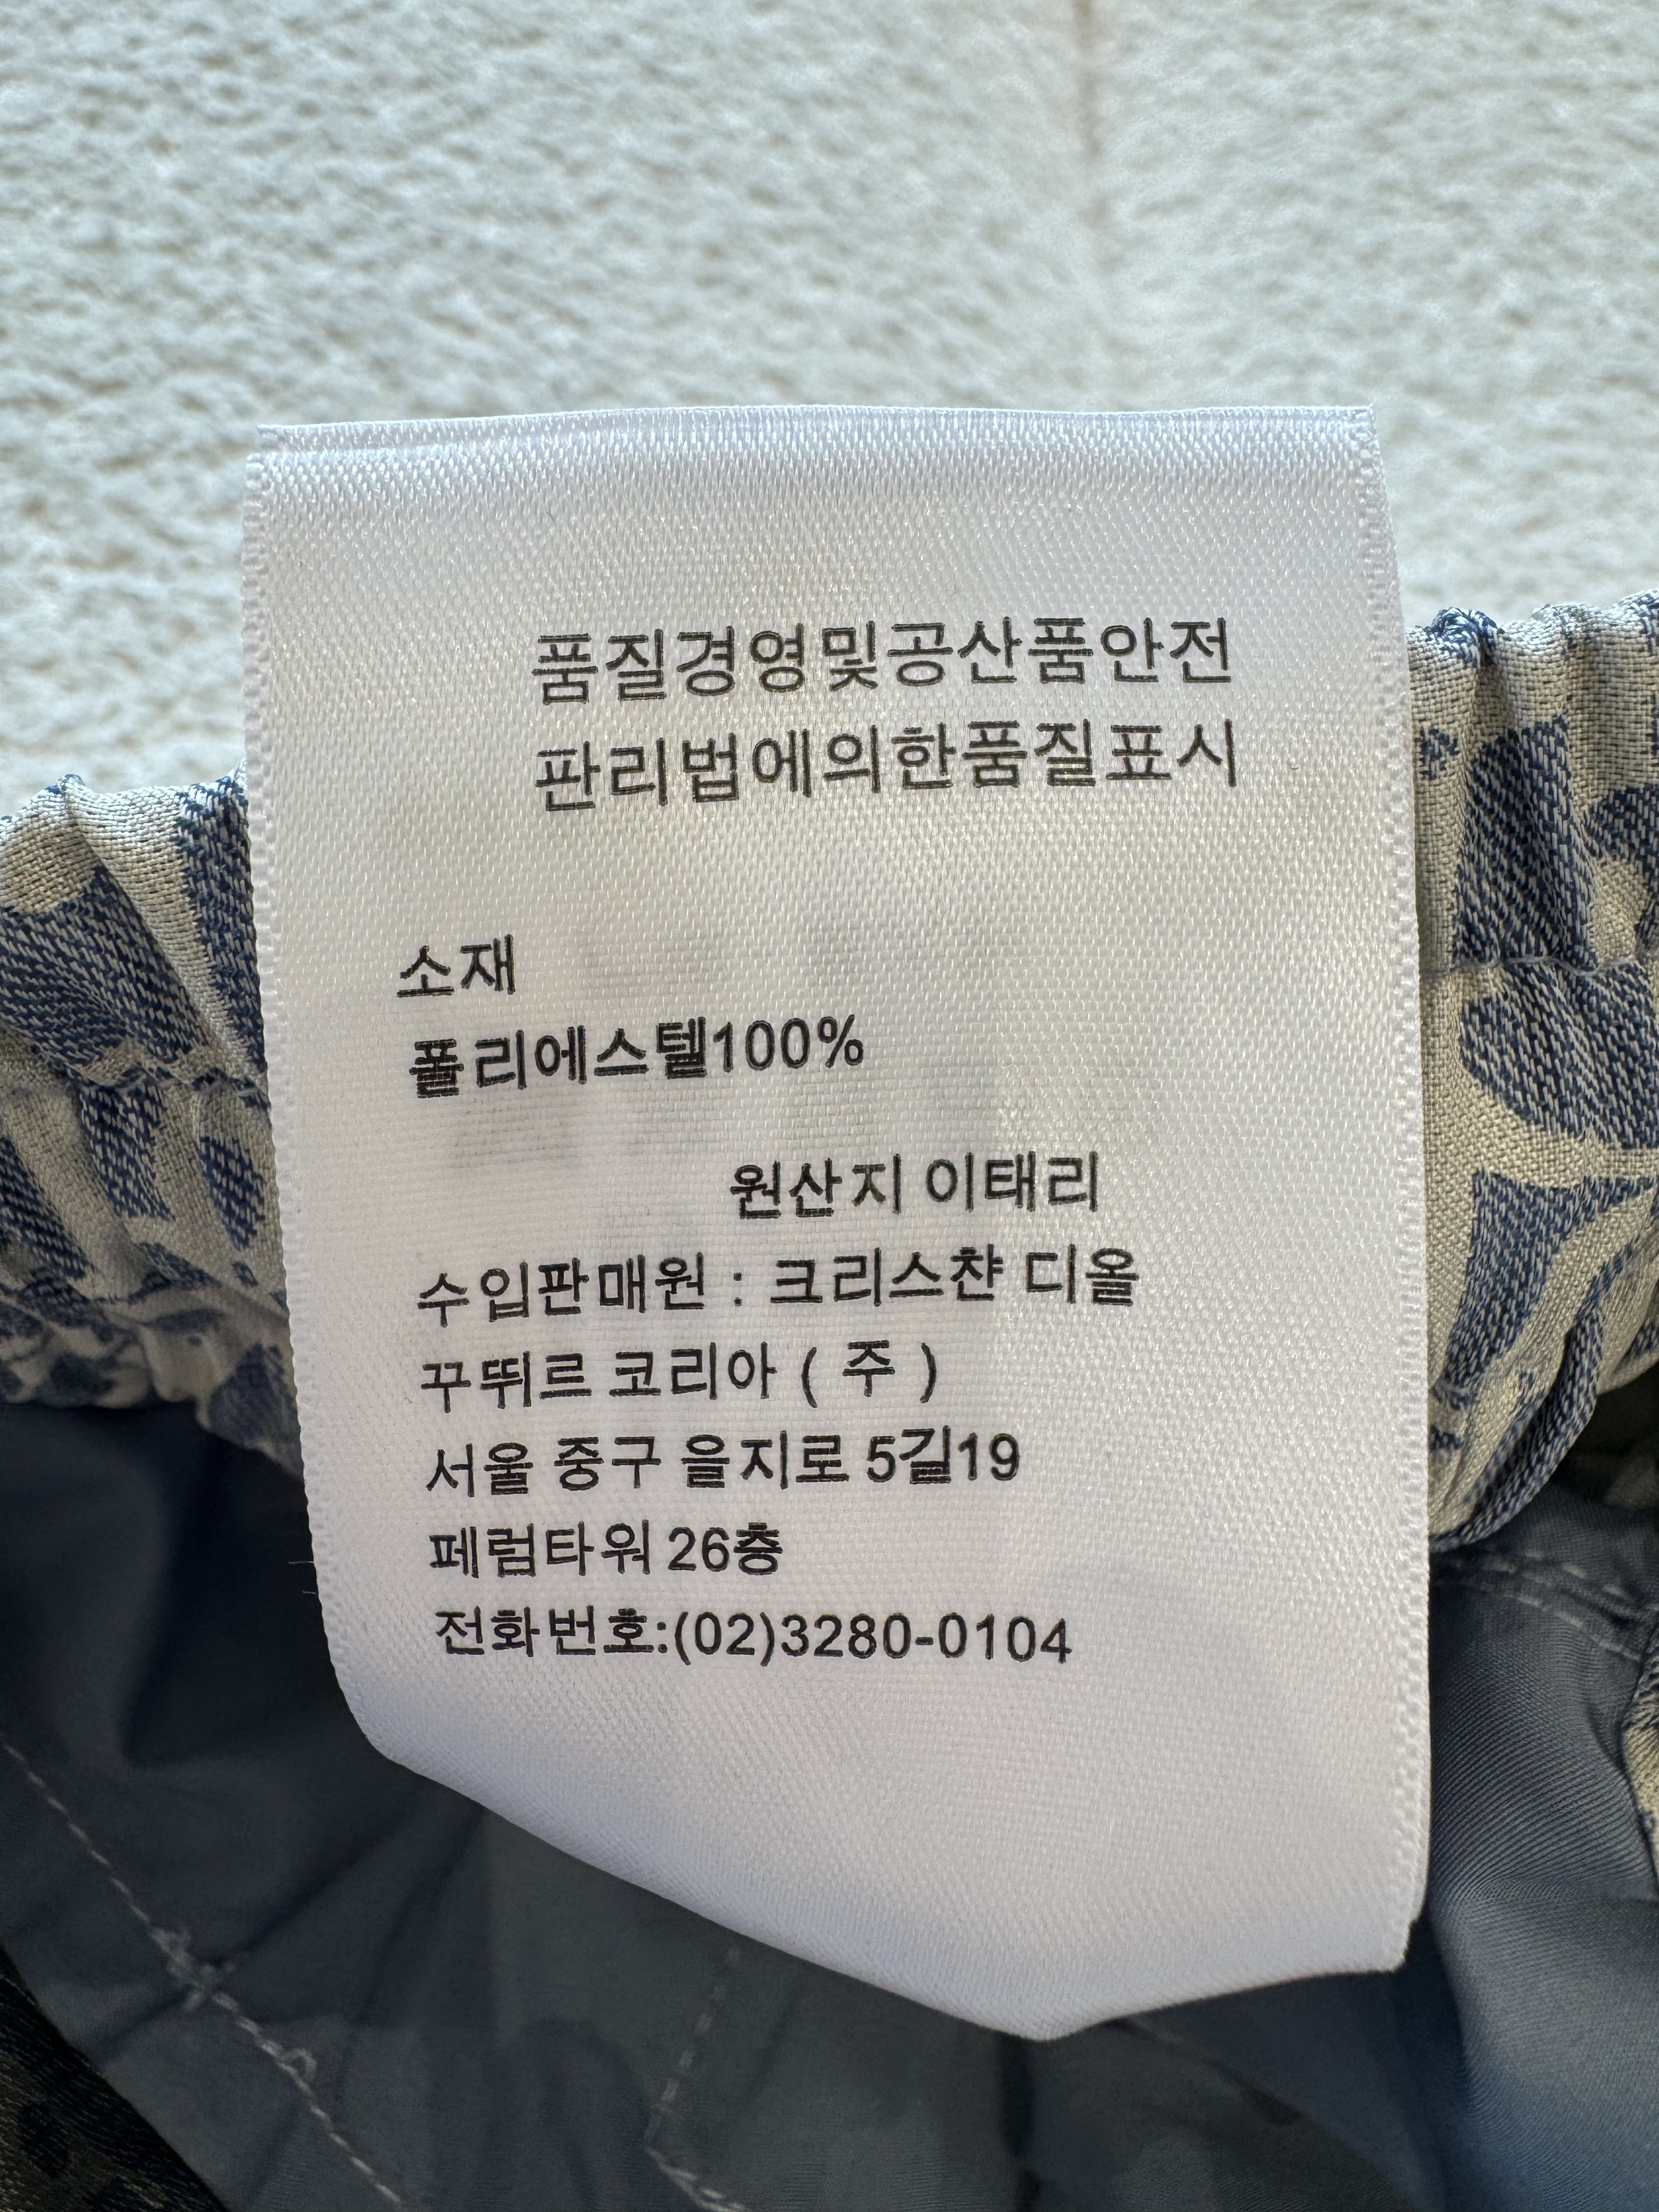 품질경영및공산품안전
판리법에의한품질표시
소재
폴리에스텔100%
원산지 이태리
수입판매원 : 크리스챤 디올
꾸뛰르 코리아 ( 주 )
서울 중구 을지로 5길19
페럼타워 26층
전화번호:(02)3280-0104